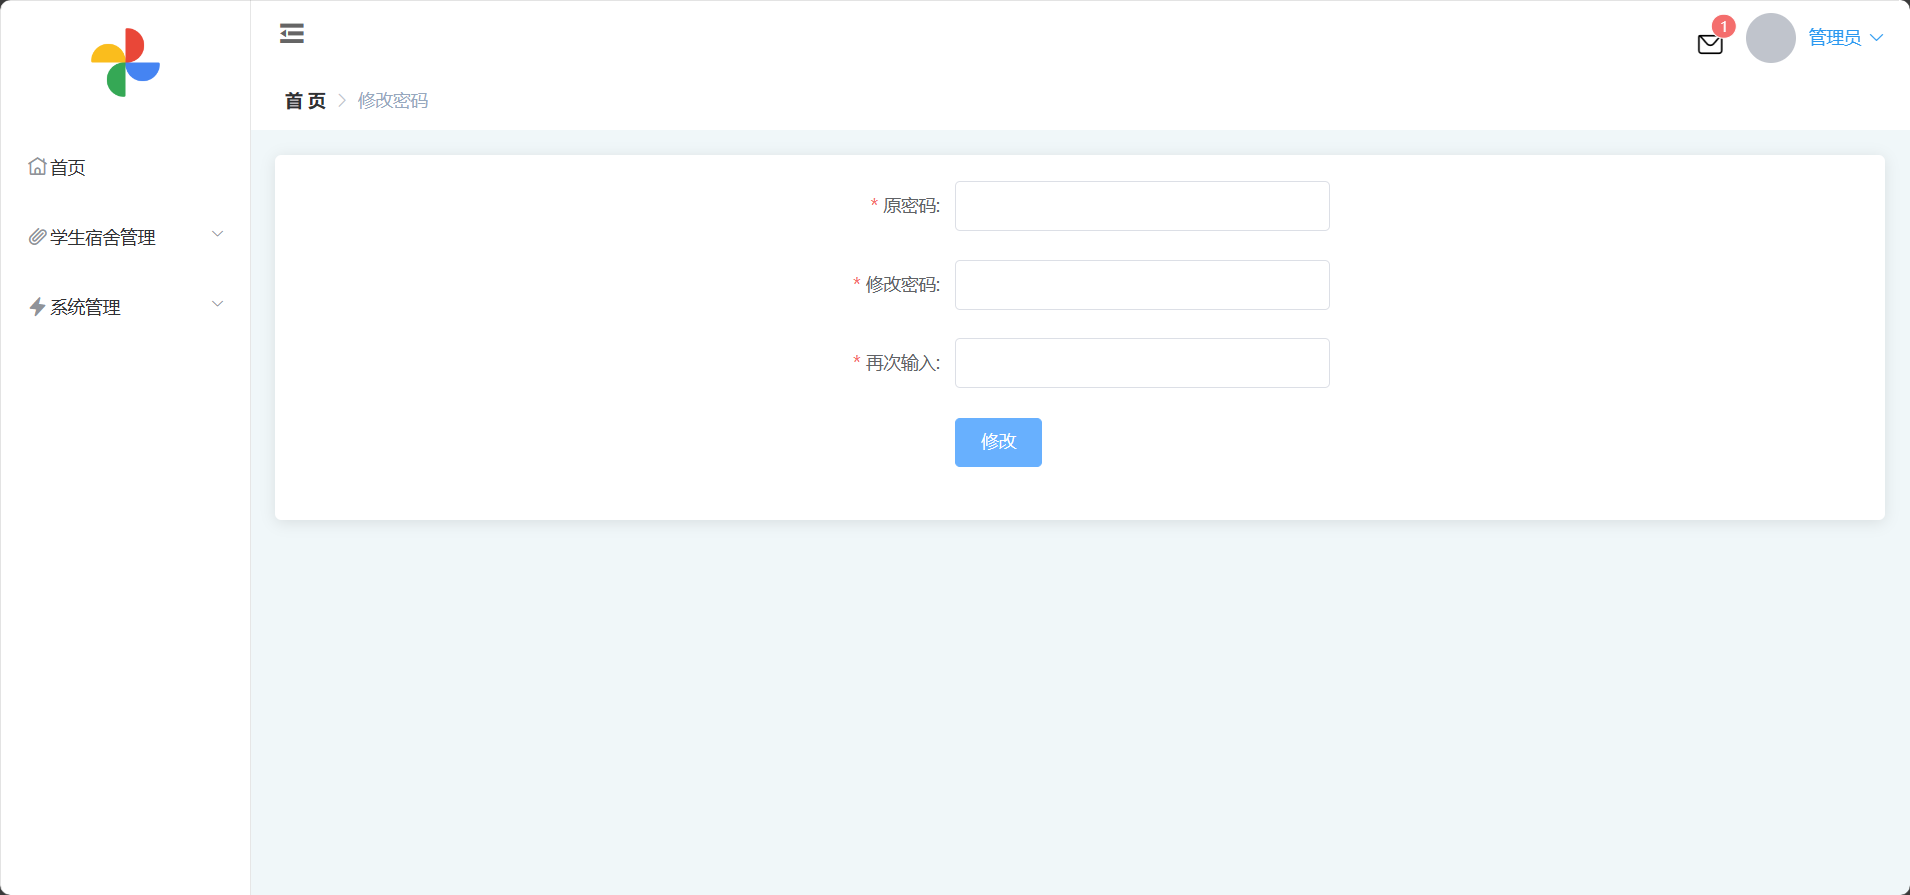 1
管理员
首 页
修改密码
首页
学生宿舍管理
系统管理
* 原密码:
* 修改密码:
* 再次输入:
修改